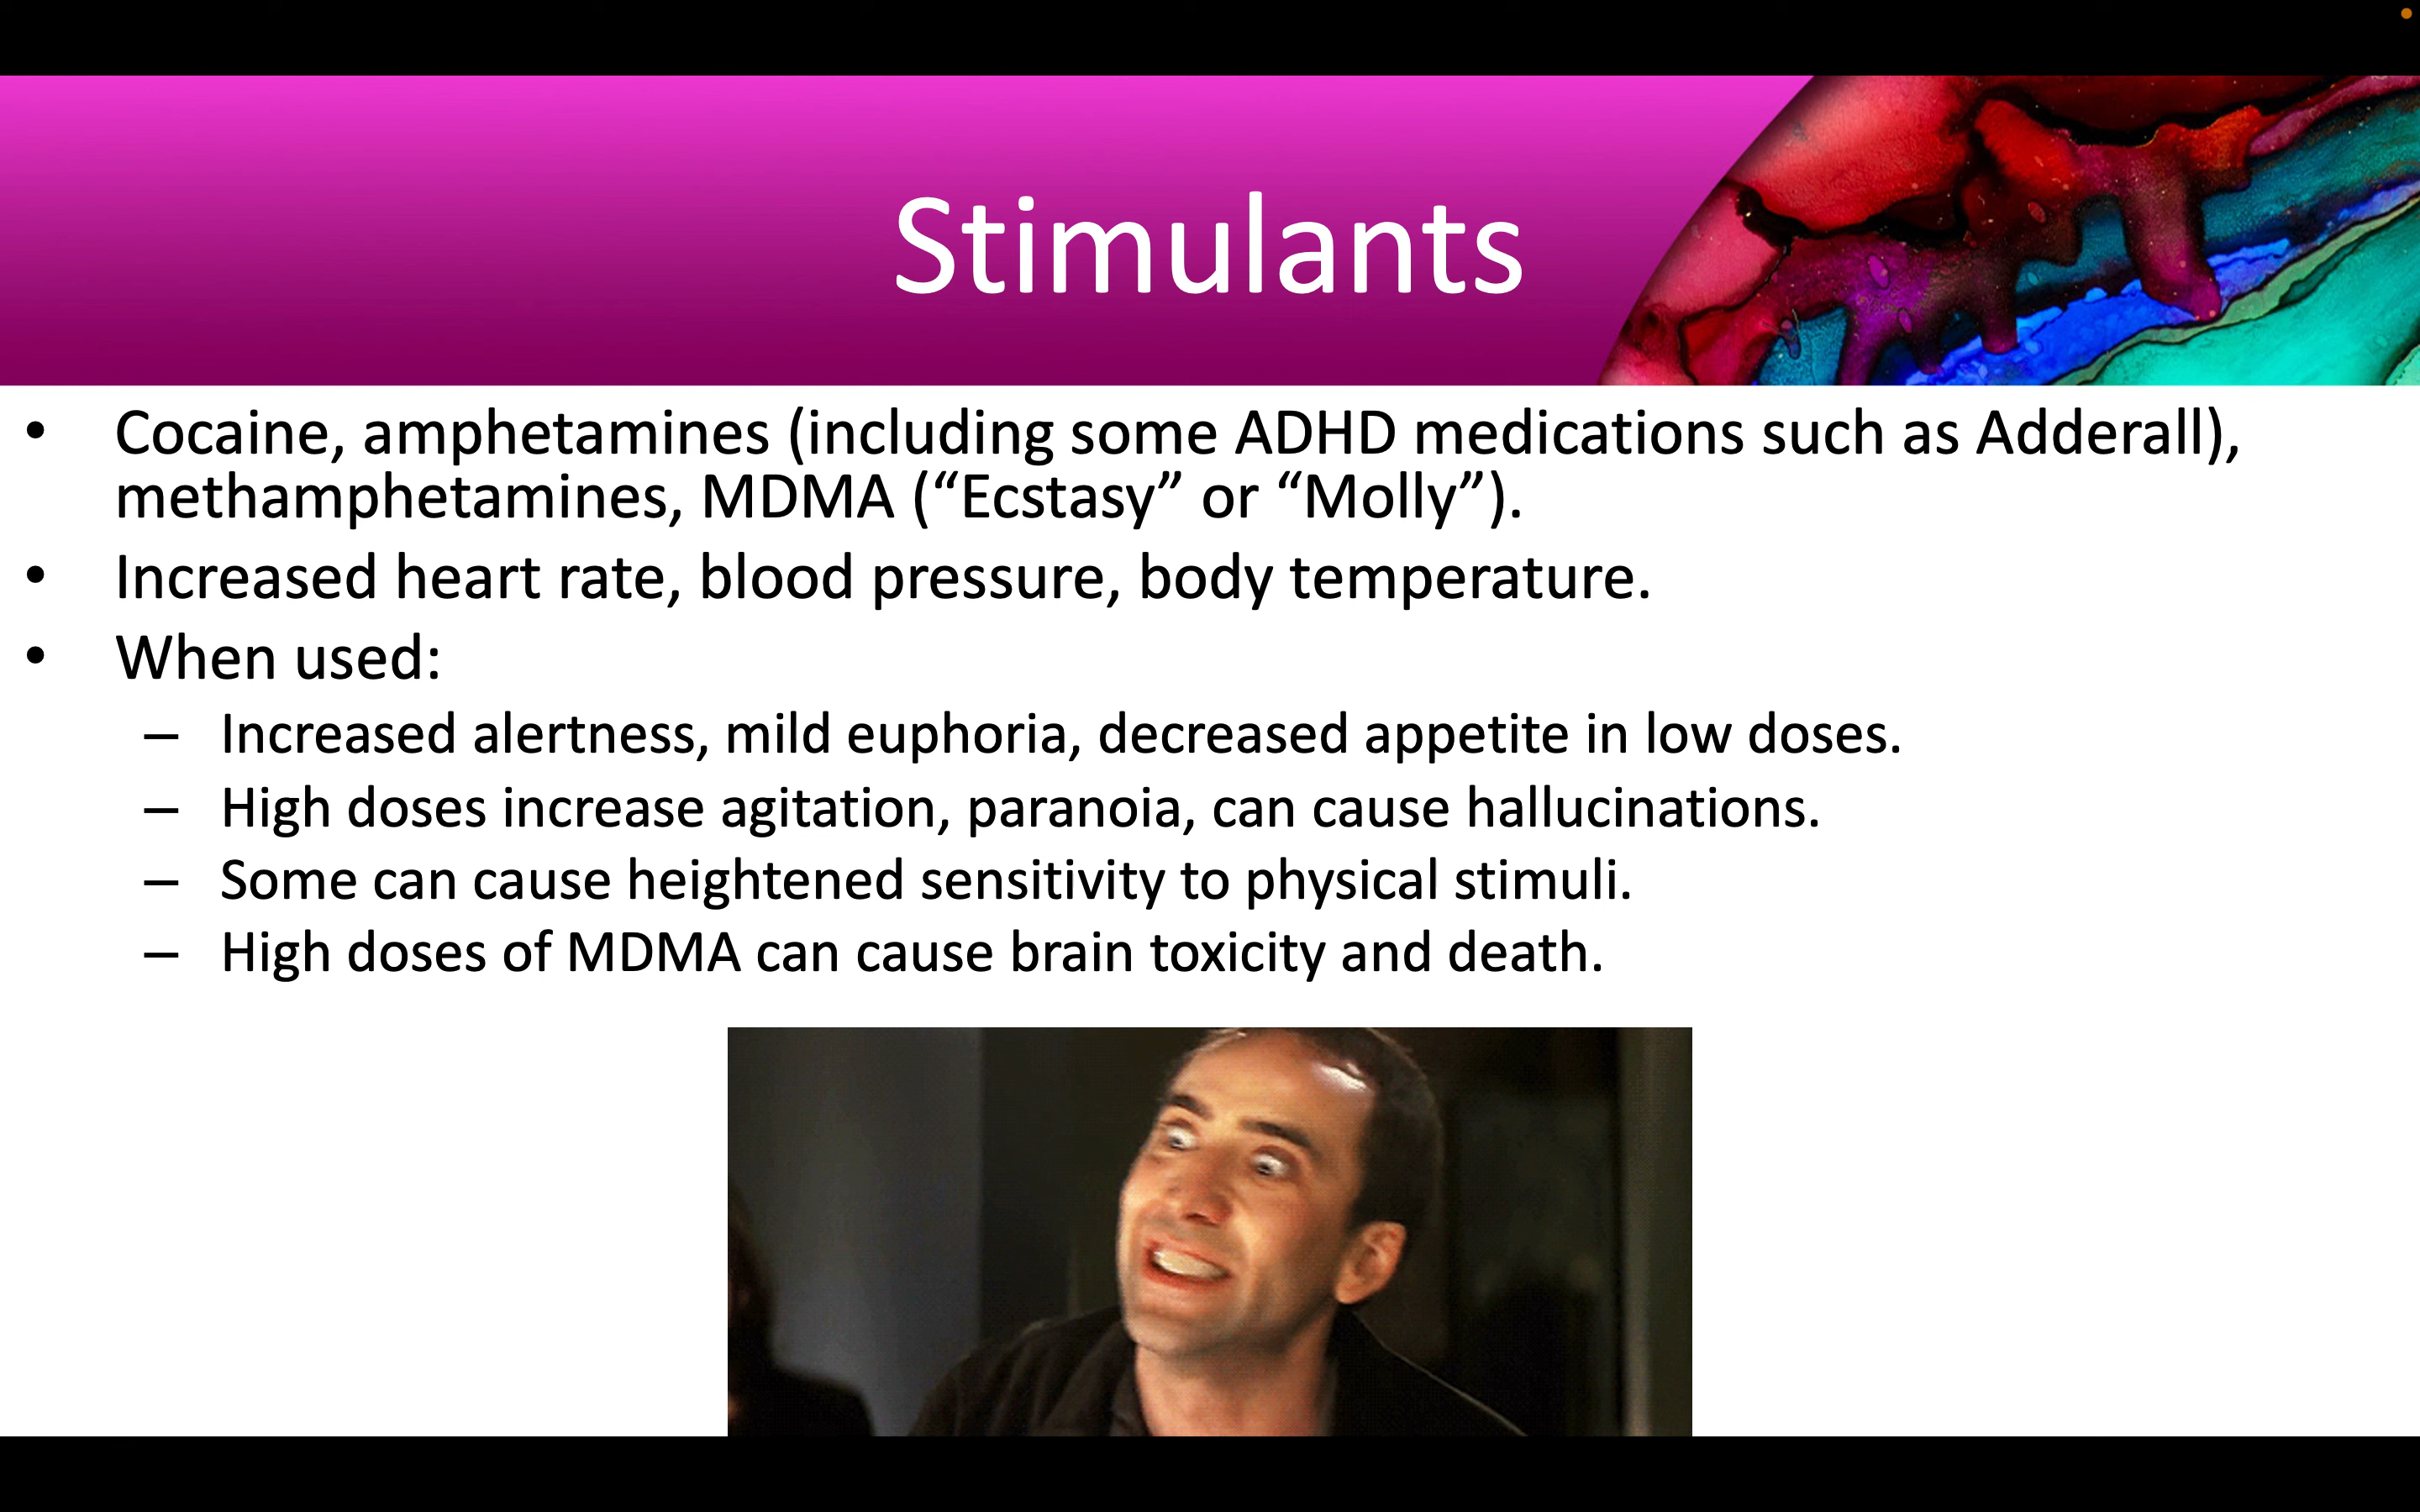 Stimulants
• Cocaine, amphetamines (including some ADHD medications such as Adderall),
methamphetamines, MDMA (“Ecstasy” or “Molly”).
• Increased heart rate, blood pressure, body temperature.
• When used:
– Increased alertness, mild euphoria, decreased appetite in low doses.
– High doses increase agitation, paranoia, can cause hallucinations.
– Some can cause heightened sensitivity to physical stimuli.
– High doses of MDMA can cause brain toxicity and death.